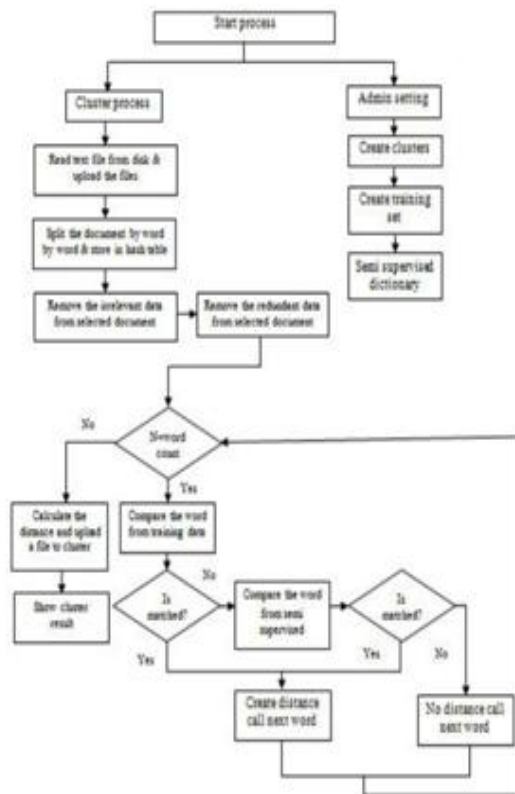 Start process
Cluster process
Admin setting
Read text file from disk &
upload the files
Create clusters
Split the document by word
by word & store in hash table
Create training
set
Remove the irrelevant data
from selected document
Remove the redundant data
from selected document
Semi supervised
dictionary
No
N=word
count
Yes
Calculate the
distance and upload
a file to cluster
Compare the word
from training data
Show cluster
result
Is
matched?
No
Compare the word
from semi
supervised
Is
matched?
Yes
Yes
No
Create distance
call next word
No distance call
next word